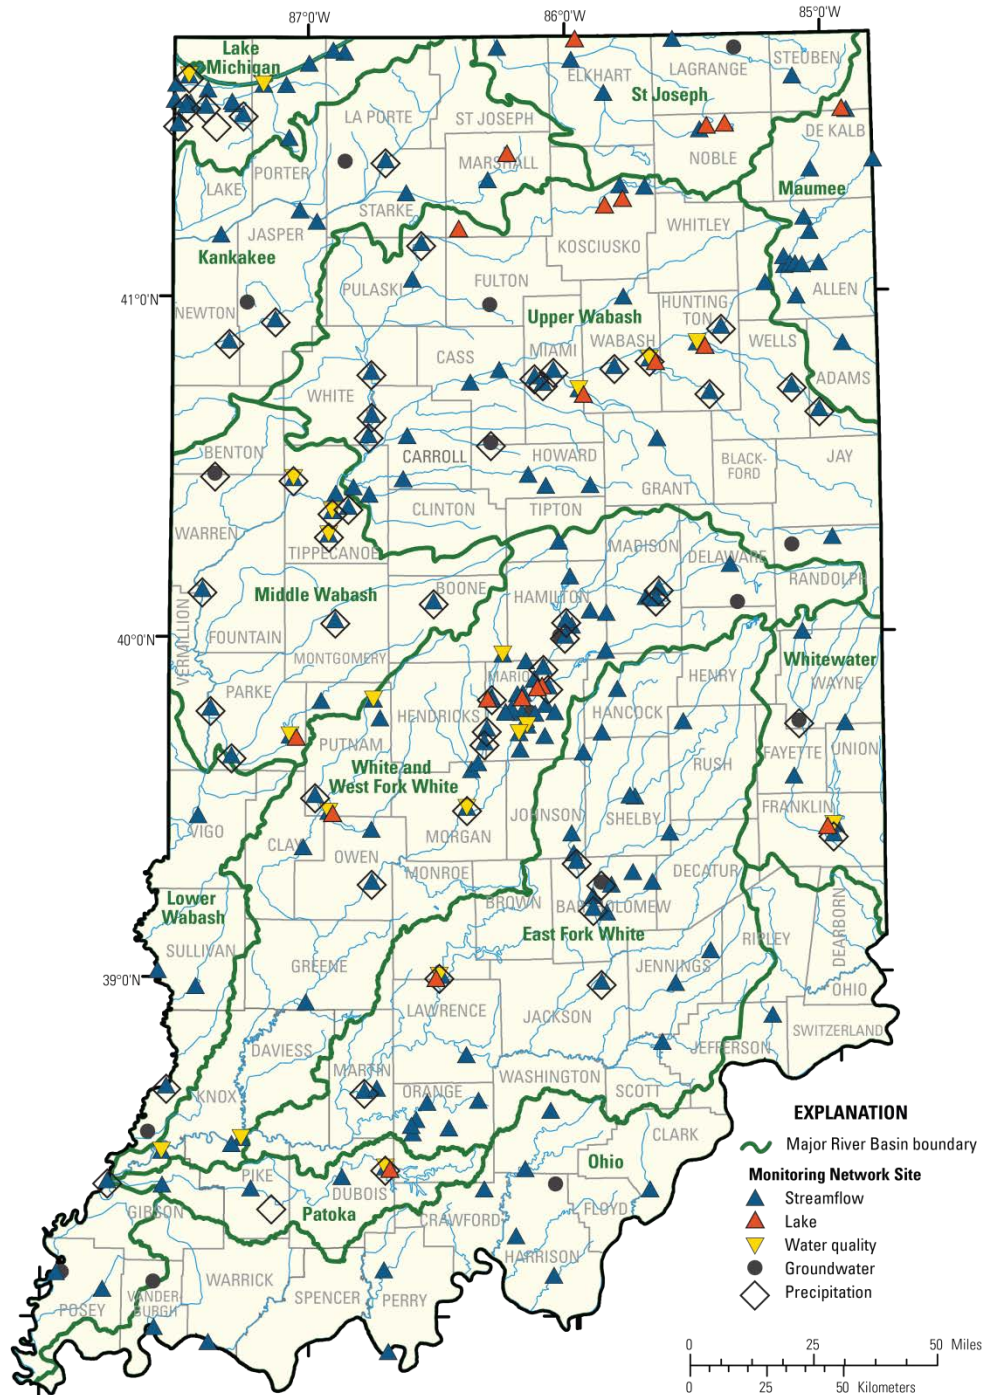 87°0'W
86°0'W
85°0'W
Lake
Michigan
STEUBEN
LAGRANGE
ELKHART
St Joseph
LA PORTE
ST JOSEPH
DE KALB
MARSHALL
NOBLE
PORTER
LAKE
Maumee
STARKE
WHITLEY
JASPER
KOSCIUSKO
Kankakee
FULTON
PULASKI
ALLEN
41°0'N
HUNTING
TON
NEWTON
Upper Wabash
WABASH
WELLS
MIAMI
CASS
ADAMS
WHITE
BENTON
CARROLL
HOWARD
BLACK-
FORD
JAY
GRANT
CLINTON
TIPTON
WARREN
TIPPECANOE
MADISON
DELAWARE
RANDOLPH
BOONE
Middle Wabash
HAMILTON
VERMILLION
FOUNTAIN
40°0'N
MONTGOMERY
Whitewater
HENRY
WAYNE
MARION
PARKE
HENDRICKS
HANCOCK
PUTNAM
FAYETTE
UNION
RUSH
White and
West Fork White
FRANKLIN
JOHNSON
SHELBY
VIGO
MORGAN
CLAY
OWEN
DECATUR
MONROE
Lower
Wabash
BROWN
BARTHOLOMEW
DEARBORN
East Fork White
RIPLEY
SULLIVAN
GREENE
JENNINGS
39°0'N
OHIO
LAWRENCE
JACKSON
SWITZERLAND
DAVIESS
JEFFERSON
MARTIN
WASHINGTON
ORANGE
SCOTT
KNOX
EXPLANATION
CLARK
Major River Basin boundary
Ohio
Monitoring Network Site
PIKE
DUBOIS
Streamflow
GIBSON
Patoka
FLOYD
CRAWFORD
Lake
Water quality
HARRISON
Groundwater
WARRICK
Precipitation
SPENCER
PERRY
VANDER-
BURGH
POSEY
0 25 50 Miles
0 25 50 Kilometers